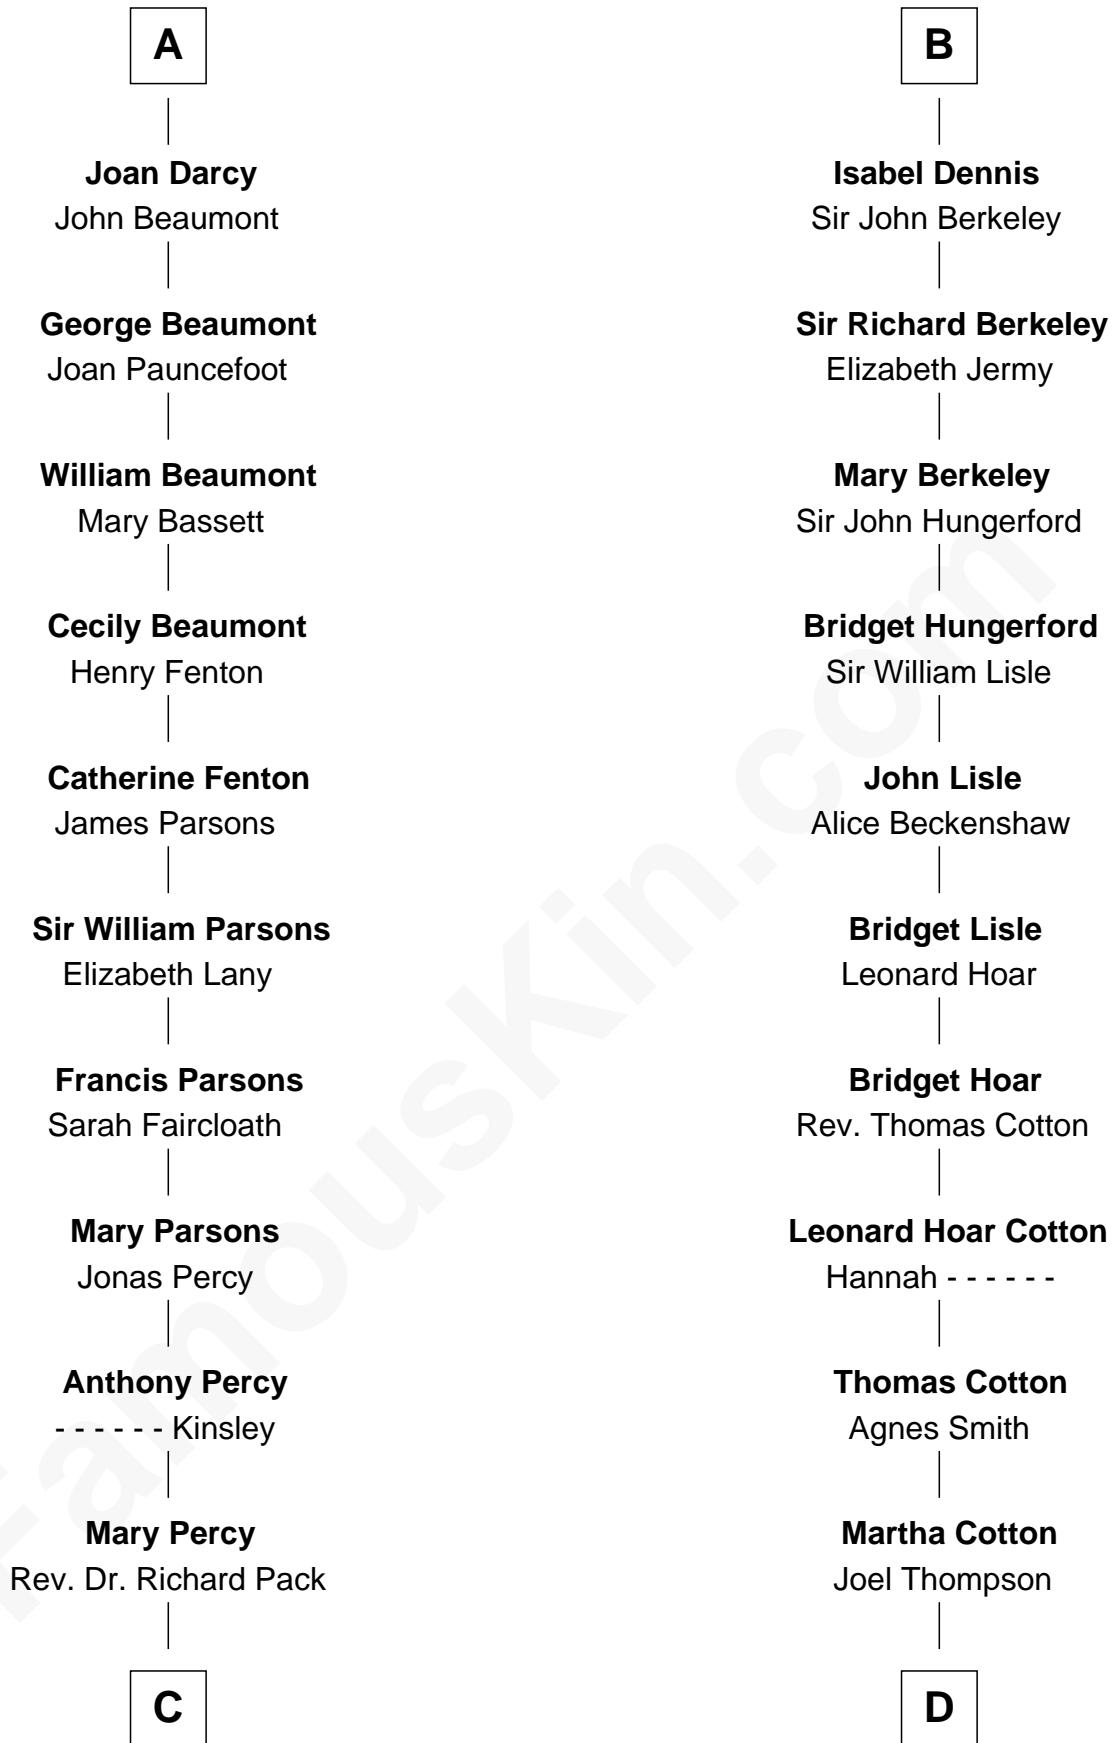 A
Joan Darcy
John Beaumont
George Beaumont
Joan Pauncefoot
William Beaumont
Mary Bassett
Cecily Beaumont
Henry Fenton
Catherine Fenton
James Parsons
Sir William Parsons
Elizabeth Lany
Francis Parsons
Sarah Faircloath
Mary Parsons
Jonas Percy
Anthony Percy
- - - - - - Kinsley
Mary Percy
Rev. Dr. Richard Pack
C
B
Isabel Dennis
Sir John Berkeley
Sir Richard Berkeley
Elizabeth Jermy
Mary Berkeley
Sir John Hungerford
Bridget Hungerford
Sir William Lisle
John Lisle
Alice Beckenshaw
Bridget Lisle
Leonard Hoar
Bridget Hoar
Rev. Thomas Cotton
Leonard Hoar Cotton
Hannah - - - - - -
Thomas Cotton
Agnes Smith
Martha Cotton
Joel Thompson
D
FamousKin.com